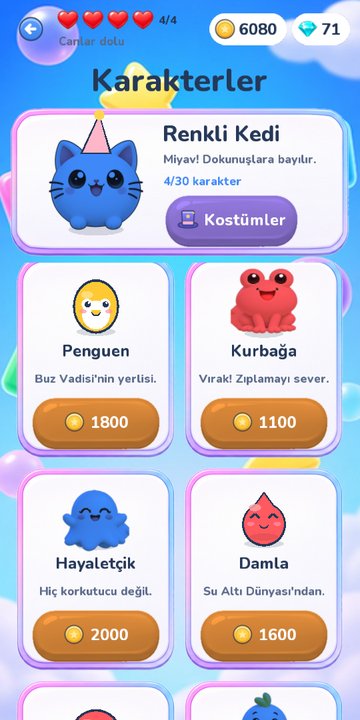 4/4
Canlar dolu
6080
71
Karakterler
Renkli Kedi
Miyav! Dokunuşlara bayılır.
4/30 karakter
Kostümler
Penguen
Buz Vadisi'nin yerlisi.
1800
Kurbağa
Vırak! Zıplamayı sever.
1100
Hayaletçik
Hiç korkutucu değil.
2000
Damla
Su Altı Dünyası'ndan.
1600